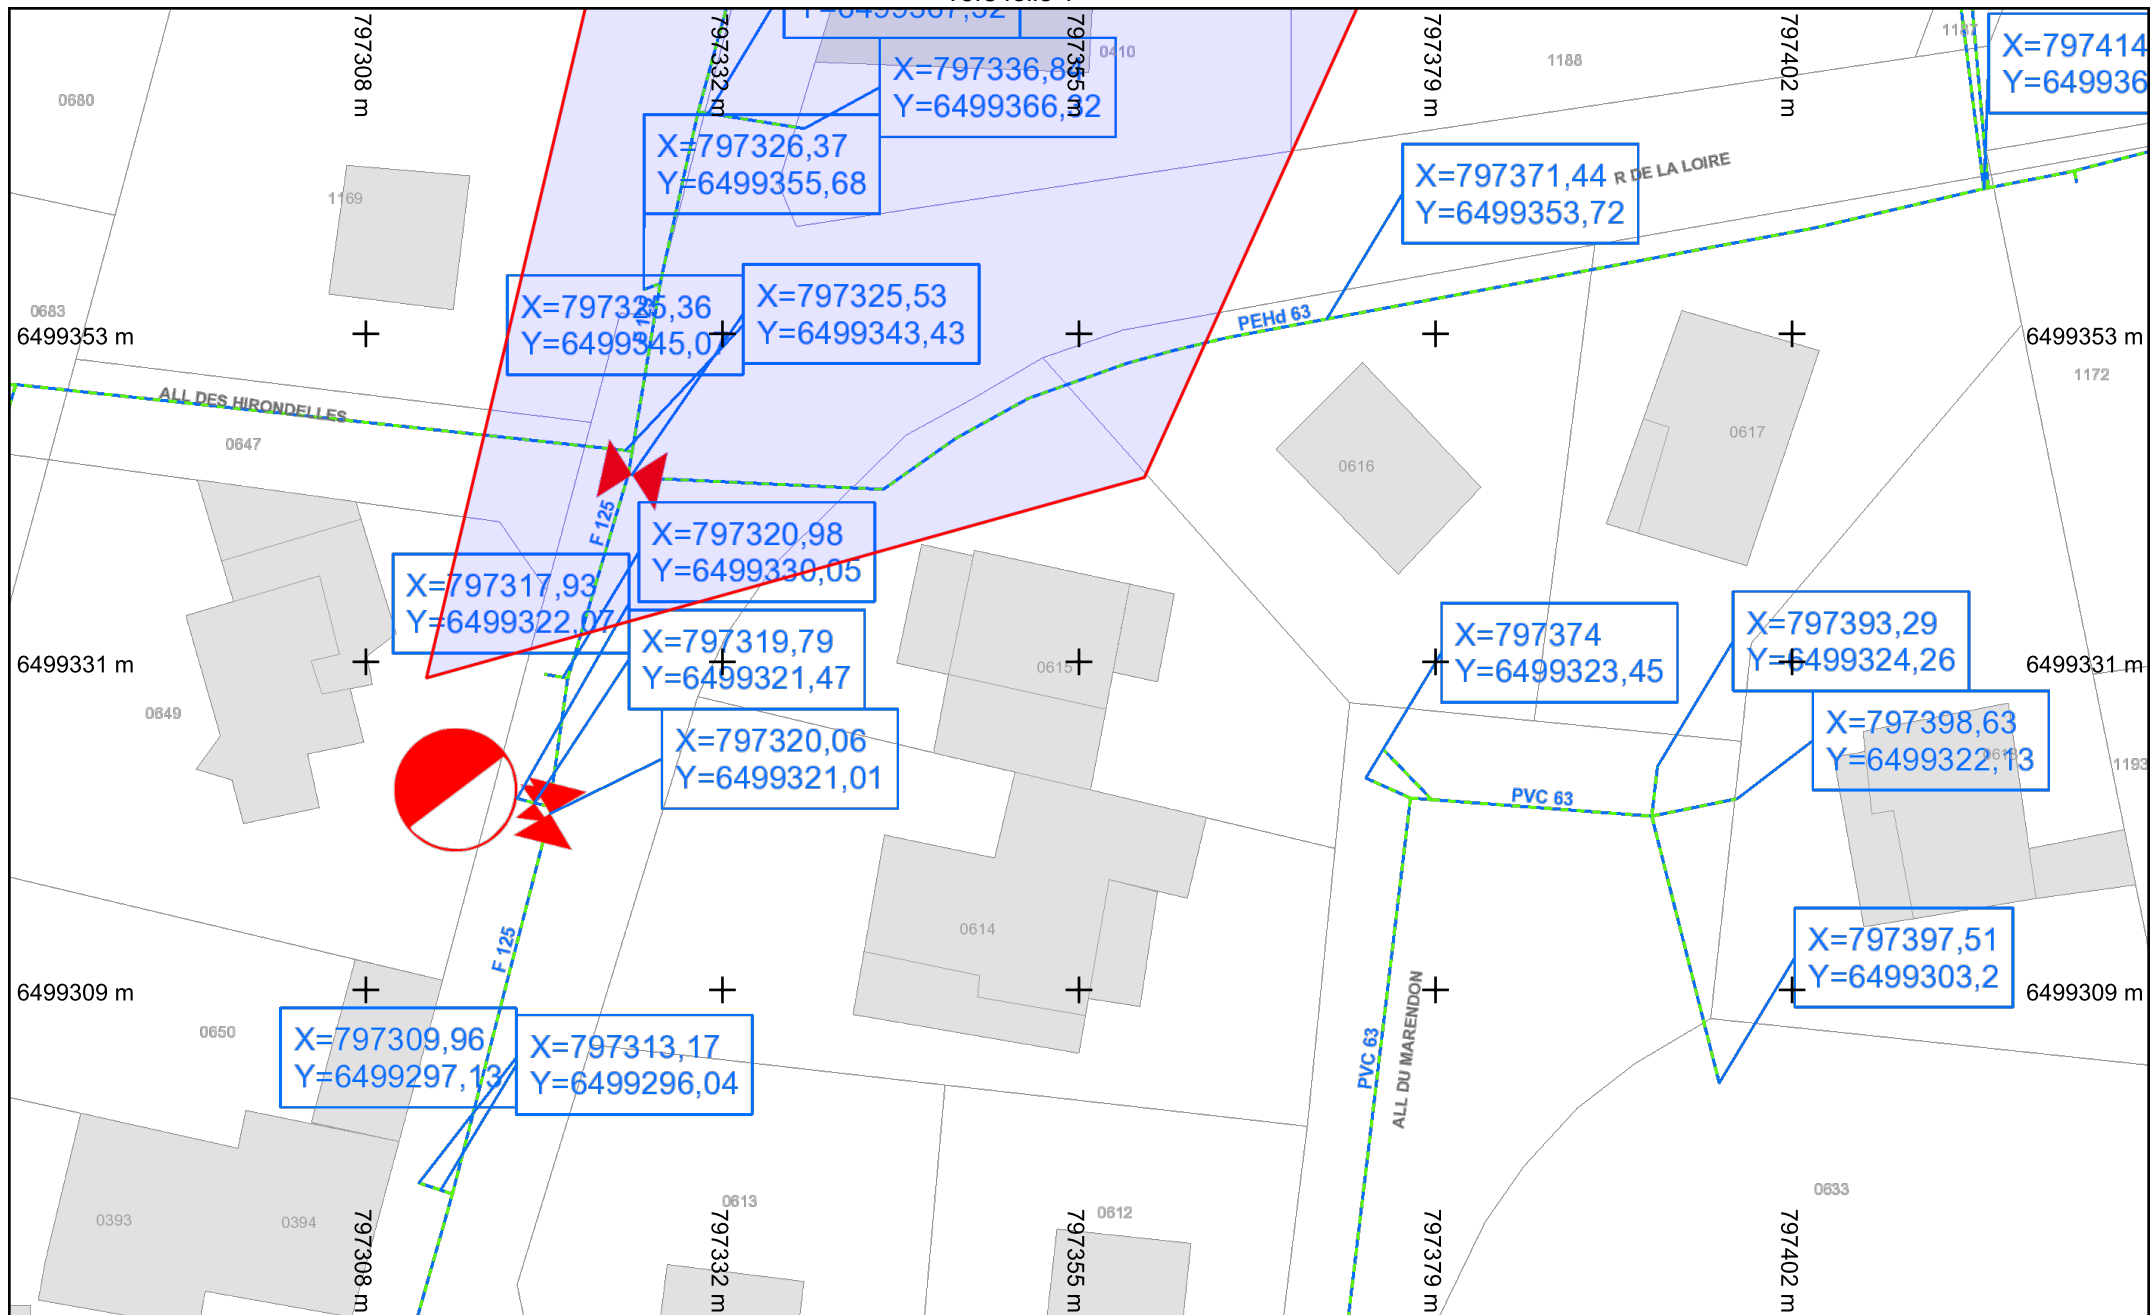 797308 m
797332 m
797355 m
797379 m
797402 m
0410
1188
1187
0680
X=797336,8
Y=6499366,32
X=797414
Y=649936
X=797326,37
Y=6499355,68
1169
X=797371,44
Y=6499353,72
R DE LA LOIRE
0683
X=797325,36
Y=6499345,07
X=797325,53
Y=6499343,43
PEHd 63
6499353 m
6499353 m
1172
ALL DES HIRONDELLES
0647
0616
0617
F 125
X=797320,98
Y=6499330,05
X=797317,93
Y=6499322,07
X=797319,79
Y=6499321,47
X=797374
Y=6499323,45
X=797393,29
Y=6499324,26
6499331 m
6499331 m
0615
0649
X=797320,06
Y=6499321,01
X=797398,63
Y=6499322,13
1193
PVC 63
0614
F 125
X=797397,51
Y=6499303,2
6499309 m
6499309 m
0650
X=797309,96
Y=6499297,13
X=797313,17
Y=6499296,04
PVC 63
ALL DU MARENDON
0393
0394
0613
0612
0633
797308 m
797332 m
797355 m
797379 m
797402 m